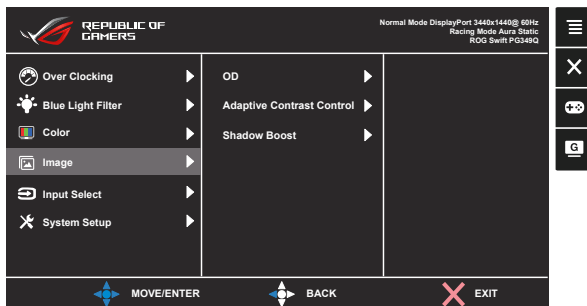 REPUBLIC OF
GAMERS
Normal Mode DisplayPort 3440x1440@ 60Hz
Racing Mode Aura Static
ROG Swift PG349Q
Over Clocking
Blue Light Filter
Color
Image
Input Select
System Setup
OD
Adaptive Contrast Control
Shadow Boost
MOVE/ENTER
BACK
EXIT
G